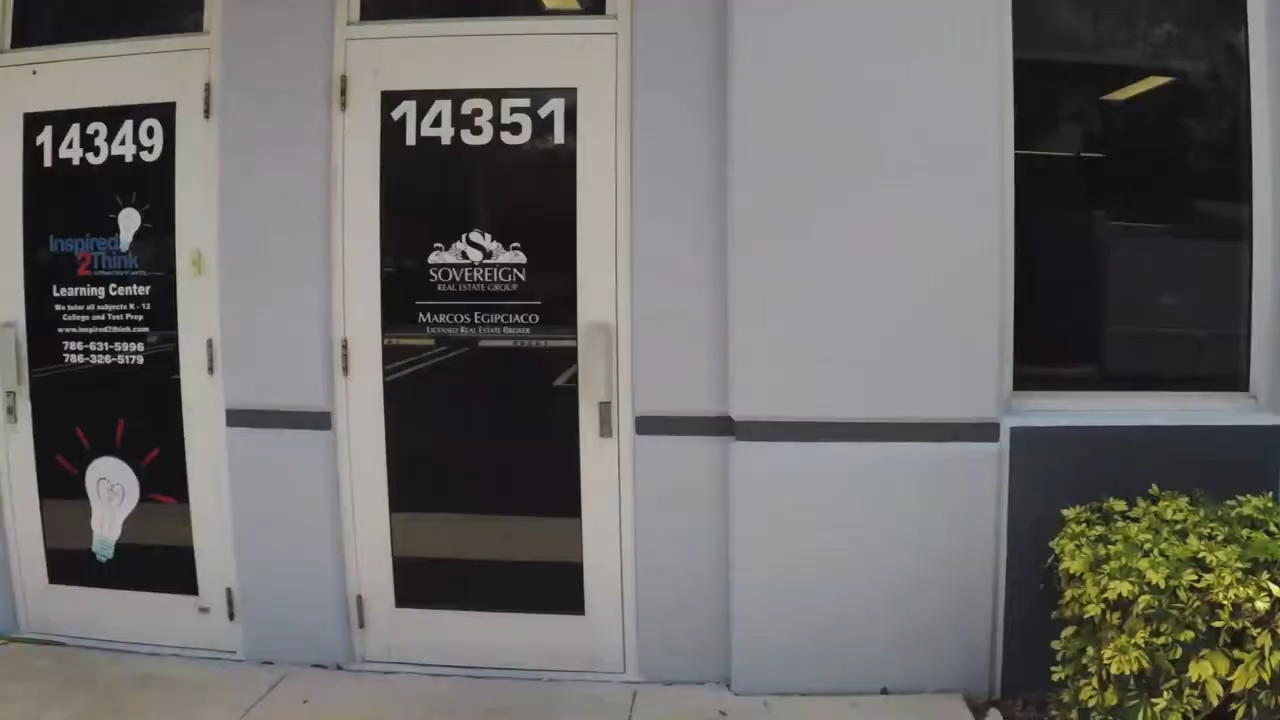 14349
Inspired
2Think
Learning Center
We tutor all subjects K - 12
College and Test Prep
www.inspired2think.com
786-631-5996
786-326-5179
14351
S
SOVEREIGN
REAL ESTATE GROUP
MARCOS EGIPCIACO
LICENSED REAL ESTATE BROKER